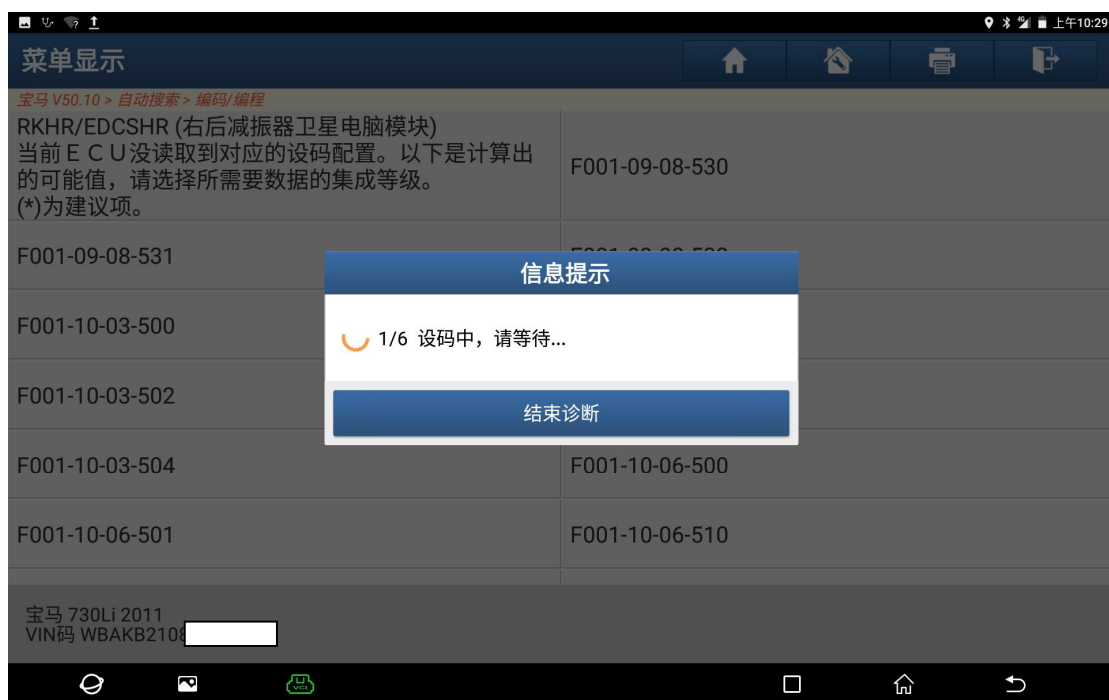 上午10:29
菜单显示
宝马 V50.10 > 自动搜索 > 编码/编程
RKHR/EDCSHR (右后减振器卫星电脑模块)
当前ＥＣＵ没读取到对应的设码配置。以下是计算出
的可能值，请选择所需要数据的集成等级。
(*)为建议项。
F001-09-08-530
F001-09-08-531
信息提示
F001-10-03-500
1/6 设码中，请等待...
F001-10-03-502
结束诊断
F001-10-03-504
F001-10-06-500
F001-10-06-501
F001-10-06-510
宝马 730Li 2011
VIN码 WBAKB2108
VCI